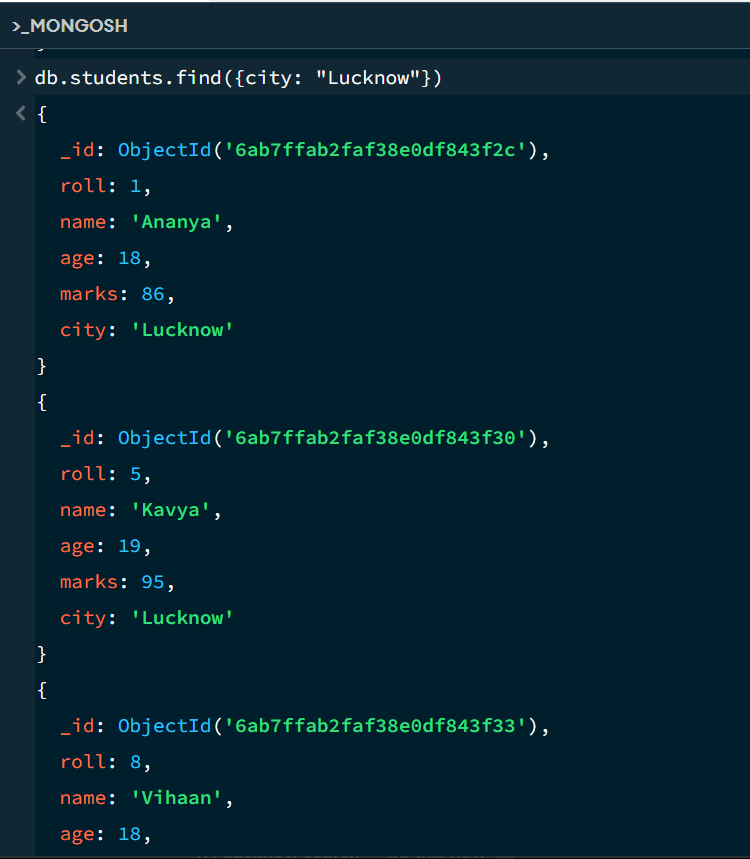 >_MONGOSH
db.students.find({city: "Lucknow"})
{
_id: ObjectId('6ab7ffab2faf38e0df843f2c'),
roll: 1,
name: 'Ananya',
age: 18,
marks: 86,
city: 'Lucknow'
}
{
_id: ObjectId('6ab7ffab2faf38e0df843f30'),
roll: 5,
name: 'Kavya',
age: 19,
marks: 95,
city: 'Lucknow'
}
{
_id: ObjectId('6ab7ffab2faf38e0df843f33'),
roll: 8,
name: 'Vihaan',
age: 18,